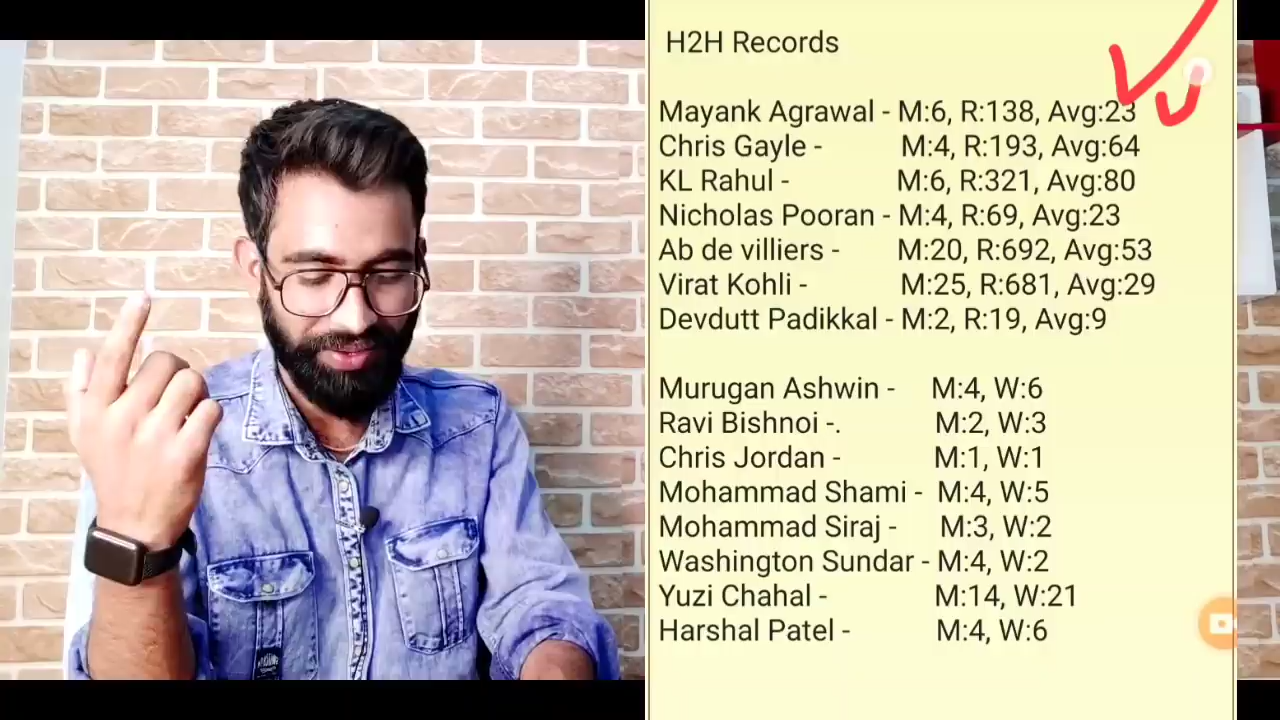 H2H Records
Mayank Agrawal - M:6, R:138, Avg:23
Chris Gayle - M:4, R:193, Avg:64
KL Rahul - M:6, R:321, Avg:80
Nicholas Pooran - M:4, R:69, Avg:23
Ab de villiers - M:20, R:692, Avg:53
Virat Kohli - M:25, R:681, Avg:29
Devdutt Padikkal - M:2, R:19, Avg:9
Murugan Ashwin - M:4, W:6
Ravi Bishnoi -. M:2, W:3
Chris Jordan - M:1, W:1
Mohammad Shami - M:4, W:5
Mohammad Siraj - M:3, W:2
Washington Sundar - M:4, W:2
Yuzi Chahal - M:14, W:21
Harshal Patel - M:4, W:6